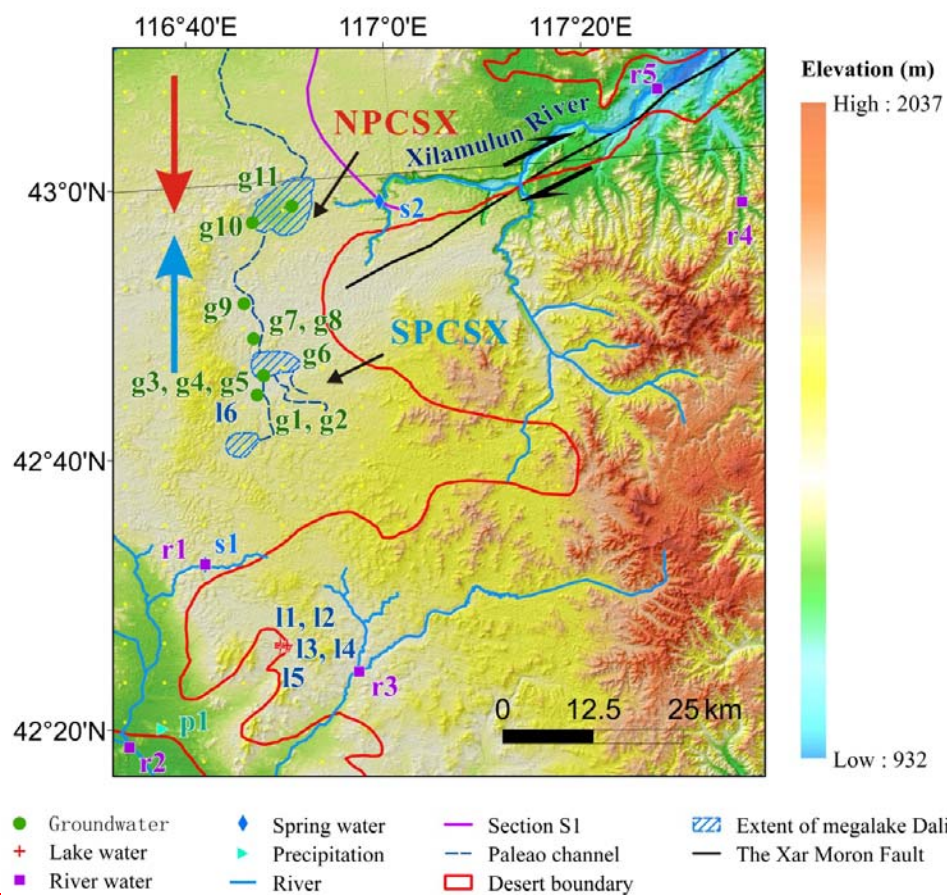 116°40'E 117°0'E 117°20'E
Elevation (m)
High : 2037
r5
NPCSX
Xilamulun River
g11
43°0'N
s2
g10
r4
g9
g7, g8
SPCSX
g6
g3, g4, g5
l6
g1, g2
42°40'N
r1
s1
l1, l2
l3, l4
l5
r3
0 12.5 25 km
42°20'N
p1
r2
Low : 932
Groundwater
Spring water
Section S1
Extent of megalake Dali
Lake water
Precipitation
Paleao channel
The Xar Moron Fault
River water
River
Desert boundary